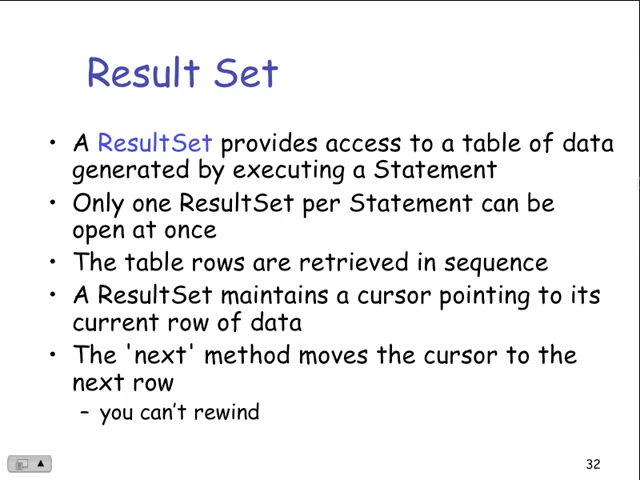 Result Set
• A ResultSet provides access to a table of data
generated by executing a Statement
• Only one ResultSet per Statement can be
open at once
• The table rows are retrieved in sequence
• A ResultSet maintains a cursor pointing to its
current row of data
• The 'next' method moves the cursor to the
next row
– you can't rewind
32